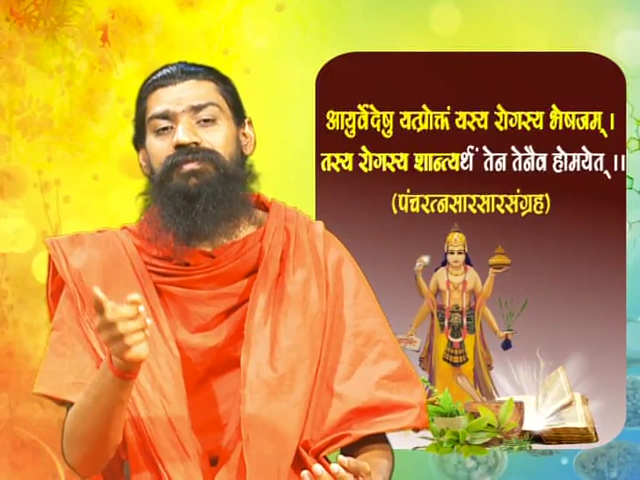 आयुर्वेदेषु यत्प्रोक्तं यस्य रोगस्य भेषजम् ।
तस्य रोगस्य शान्त्यर्थं तेन तेनैव होमयेत् ।।
(पंचरत्नसारसारसंग्रह)